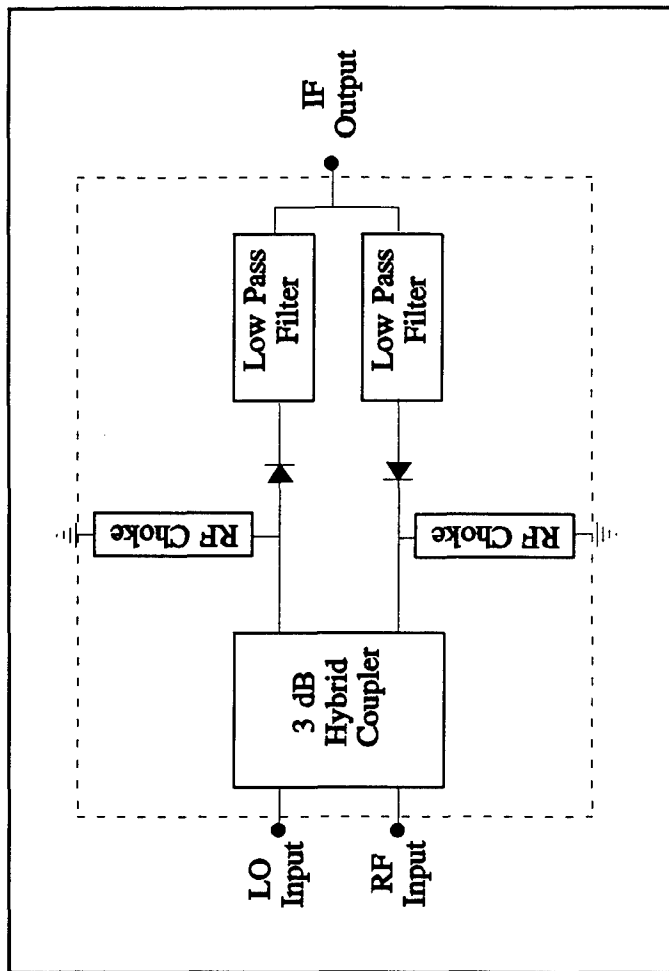 LO
Input
RF
Input
3 dB
Hybrid
Coupler
RF Choke
RF Choke
Low Pass
Filter
Low Pass
Filter
IF
Output